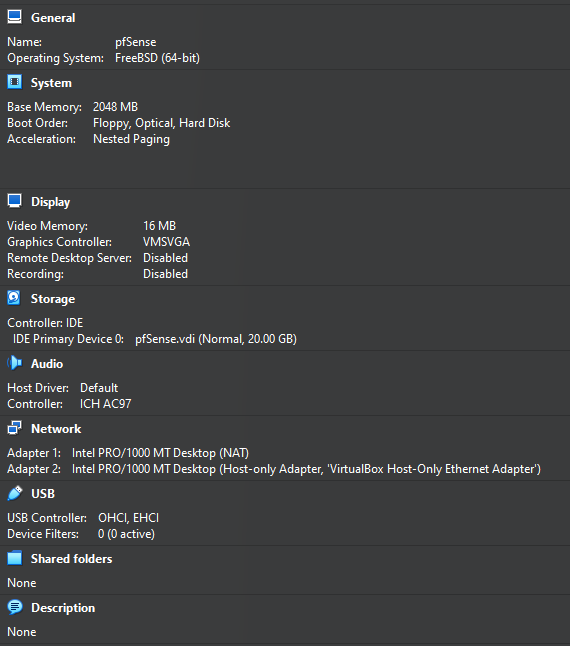 General
Name: pfSense
Operating System: FreeBSD (64-bit)
System
Base Memory: 2048 MB
Boot Order: Floppy, Optical, Hard Disk
Acceleration: Nested Paging
Display
Video Memory: 16 MB
Graphics Controller: VMSVGA
Remote Desktop Server: Disabled
Recording: Disabled
Storage
Controller: IDE
IDE Primary Device 0: pfSense.vdi (Normal, 20.00 GB)
Audio
Host Driver: Default
Controller: ICH AC97
Network
Adapter 1: Intel PRO/1000 MT Desktop (NAT)
Adapter 2: Intel PRO/1000 MT Desktop (Host-only Adapter, 'VirtualBox Host-Only Ethernet Adapter')
USB
USB Controller: OHCI, EHCI
Device Filters: 0 (0 active)
Shared folders
None
Description
None